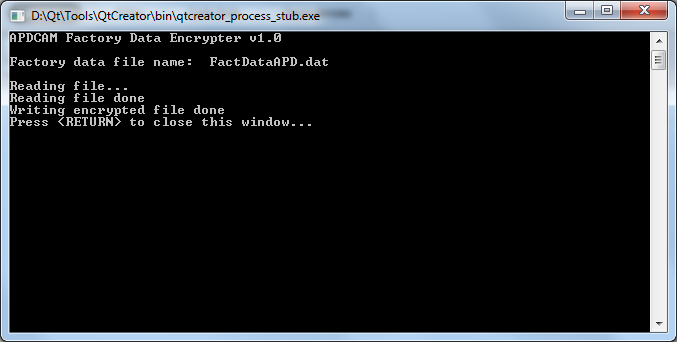 D:\Qt\Tools\QtCreator\bin\qtcreator_process_stub.exe
APDCAM Factory Data Encrypter v1.0
Factory data file name:  FactDataAPD.dat
Reading file...
Reading file done
Writing encrypted file done
Press <RETURN> to close this window...